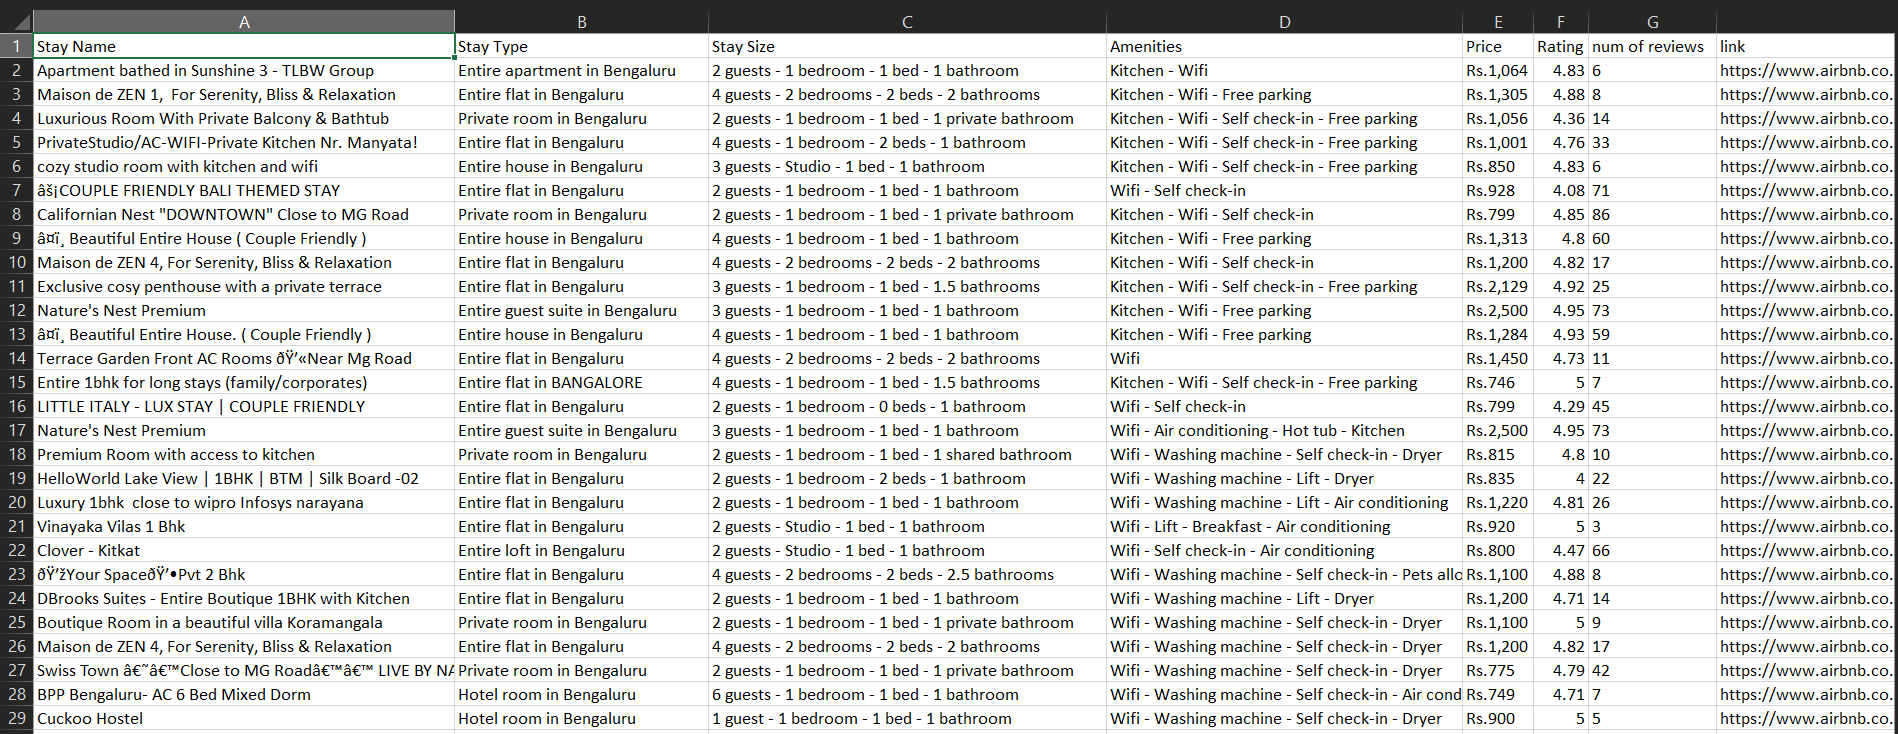 A B C D E F G
1 Stay Name Stay Type Stay Size Amenities Price Rating num of reviews link
2 Apartment bathed in Sunshine 3 - TLBW Group Entire apartment in Bengaluru 2 guests - 1 bedroom - 1 bed - 1 bathroom Kitchen - Wifi Rs.1,064 4.83 6 https://www.airbnb.co.
3 Maison de ZEN 1,  For Serenity, Bliss & Relaxation Entire flat in Bengaluru 4 guests - 2 bedrooms - 2 beds - 2 bathrooms Kitchen - Wifi - Free parking Rs.1,305 4.88 8 https://www.airbnb.co.
4 Luxurious Room With Private Balcony & Bathtub Private room in Bengaluru 2 guests - 1 bedroom - 1 bed - 1 private bathroom Kitchen - Wifi - Self check-in - Free parking Rs.1,056 4.36 14 https://www.airbnb.co.
5 PrivateStudio/AC-WIFI-Private Kitchen Nr. Manyata! Entire flat in Bengaluru 4 guests - 1 bedroom - 2 beds - 1 bathroom Kitchen - Wifi - Self check-in - Free parking Rs.1,001 4.76 33 https://www.airbnb.co.
6 cozy studio room with kitchen and wifi Entire house in Bengaluru 3 guests - Studio - 1 bed - 1 bathroom Kitchen - Wifi - Self check-in - Free parking Rs.850 4.83 6 https://www.airbnb.co.
7 âš¡COUPLE FRIENDLY BALI THEMED STAY Entire flat in Bengaluru 2 guests - 1 bedroom - 1 bed - 1 bathroom Wifi - Self check-in Rs.928 4.08 71 https://www.airbnb.co.
8 Californian Nest "DOWNTOWN" Close to MG Road Private room in Bengaluru 2 guests - 1 bedroom - 1 bed - 1 private bathroom Kitchen - Wifi - Self check-in Rs.799 4.85 86 https://www.airbnb.co.
9 â¤ï¸ Beautiful Entire House ( Couple Friendly ) Entire house in Bengaluru 4 guests - 1 bedroom - 1 bed - 1 bathroom Kitchen - Wifi - Free parking Rs.1,313 4.8 60 https://www.airbnb.co.
10 Maison de ZEN 4, For Serenity, Bliss & Relaxation Entire flat in Bengaluru 4 guests - 2 bedrooms - 2 beds - 2 bathrooms Kitchen - Wifi - Self check-in Rs.1,200 4.82 17 https://www.airbnb.co.
11 Exclusive cosy penthouse with a private terrace Entire flat in Bengaluru 3 guests - 1 bedroom - 1 bed - 1.5 bathrooms Kitchen - Wifi - Self check-in - Free parking Rs.2,129 4.92 25 https://www.airbnb.co.
12 Nature's Nest Premium Entire guest suite in Bengaluru 3 guests - 1 bedroom - 1 bed - 1 bathroom Kitchen - Wifi - Free parking Rs.2,500 4.95 73 https://www.airbnb.co.
13 â¤ï¸ Beautiful Entire House. ( Couple Friendly ) Entire house in Bengaluru 4 guests - 1 bedroom - 1 bed - 1 bathroom Kitchen - Wifi - Free parking Rs.1,284 4.93 59 https://www.airbnb.co.
14 Terrace Garden Front AC Rooms ðŸ’«Near Mg Road Entire flat in Bengaluru 4 guests - 2 bedrooms - 2 beds - 2 bathrooms Wifi Rs.1,450 4.73 11 https://www.airbnb.co.
15 Entire 1bhk for long stays (family/corporates) Entire flat in BANGALORE 4 guests - 1 bedroom - 1 bed - 1.5 bathrooms Kitchen - Wifi - Self check-in - Free parking Rs.746 5 7 https://www.airbnb.co.
16 LITTLE ITALY - LUX STAY | COUPLE FRIENDLY Entire flat in Bengaluru 2 guests - 1 bedroom - 0 beds - 1 bathroom Wifi - Self check-in Rs.799 4.29 45 https://www.airbnb.co.
17 Nature's Nest Premium Entire guest suite in Bengaluru 3 guests - 1 bedroom - 1 bed - 1 bathroom Wifi - Air conditioning - Hot tub - Kitchen Rs.2,500 4.95 73 https://www.airbnb.co.
18 Premium Room with access to kitchen Private room in Bengaluru 2 guests - 1 bedroom - 1 bed - 1 shared bathroom Wifi - Washing machine - Self check-in - Dryer Rs.815 4.8 10 https://www.airbnb.co.
19 HelloWorld Lake View | 1BHK | BTM | Silk Board -02 Entire flat in Bengaluru 2 guests - 1 bedroom - 2 beds - 1 bathroom Wifi - Washing machine - Lift - Dryer Rs.835 4 22 https://www.airbnb.co.
20 Luxury 1bhk  close to wipro Infosys narayana Entire flat in Bengaluru 2 guests - 1 bedroom - 1 bed - 1 bathroom Wifi - Washing machine - Lift - Air conditioning Rs.1,220 4.81 26 https://www.airbnb.co.
21 Vinayaka Vilas 1 Bhk Entire flat in Bengaluru 2 guests - Studio - 1 bed - 1 bathroom Wifi - Lift - Breakfast - Air conditioning Rs.920 5 3 https://www.airbnb.co.
22 Clover - Kitkat Entire loft in Bengaluru 2 guests - Studio - 1 bed - 1 bathroom Wifi - Self check-in - Air conditioning Rs.800 4.47 66 https://www.airbnb.co.
23 ðŸ’žYour SpaceðŸ’•Pvt 2 Bhk Entire flat in Bengaluru 4 guests - 2 bedrooms - 2 beds - 2.5 bathrooms Wifi - Washing machine - Self check-in - Pets allo Rs.1,100 4.88 8 https://www.airbnb.co.
24 DBrooks Suites - Entire Boutique 1BHK with Kitchen Entire flat in Bengaluru 2 guests - 1 bedroom - 1 bed - 1 bathroom Wifi - Washing machine - Lift - Dryer Rs.1,200 4.71 14 https://www.airbnb.co.
25 Boutique Room in a beautiful villa Koramangala Private room in Bengaluru 2 guests - 1 bedroom - 1 bed - 1 private bathroom Wifi - Washing machine - Self check-in - Dryer Rs.1,100 5 9 https://www.airbnb.co.
26 Maison de ZEN 4, For Serenity, Bliss & Relaxation Entire flat in Bengaluru 4 guests - 2 bedrooms - 2 beds - 2 bathrooms Wifi - Washing machine - Self check-in - Dryer Rs.1,200 4.82 17 https://www.airbnb.co.
27 Swiss Town â€˜â€™Close to MG Roadâ€™â€™ LIVE BY NA Private room in Bengaluru 2 guests - 1 bedroom - 1 bed - 1 private bathroom Wifi - Washing machine - Self check-in - Dryer Rs.775 4.79 42 https://www.airbnb.co.
28 BPP Bengaluru- AC 6 Bed Mixed Dorm Hotel room in Bengaluru 6 guests - 1 bedroom - 1 bed - 1 bathroom Wifi - Washing machine - Self check-in - Air cond Rs.749 4.71 7 https://www.airbnb.co.
29 Cuckoo Hostel Hotel room in Bengaluru 1 guest - 1 bedroom - 1 bed - 1 bathroom Wifi - Washing machine - Self check-in - Dryer Rs.900 5 5 https://www.airbnb.co.